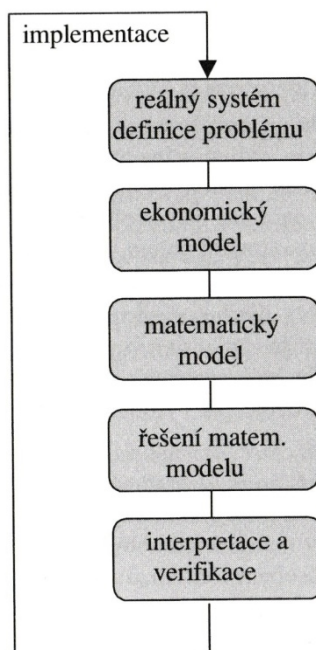 implementace
reálný systém
definice problému
ekonomický
model
matematický
model
řešení matem.
modelu
interpretace a
verifikace